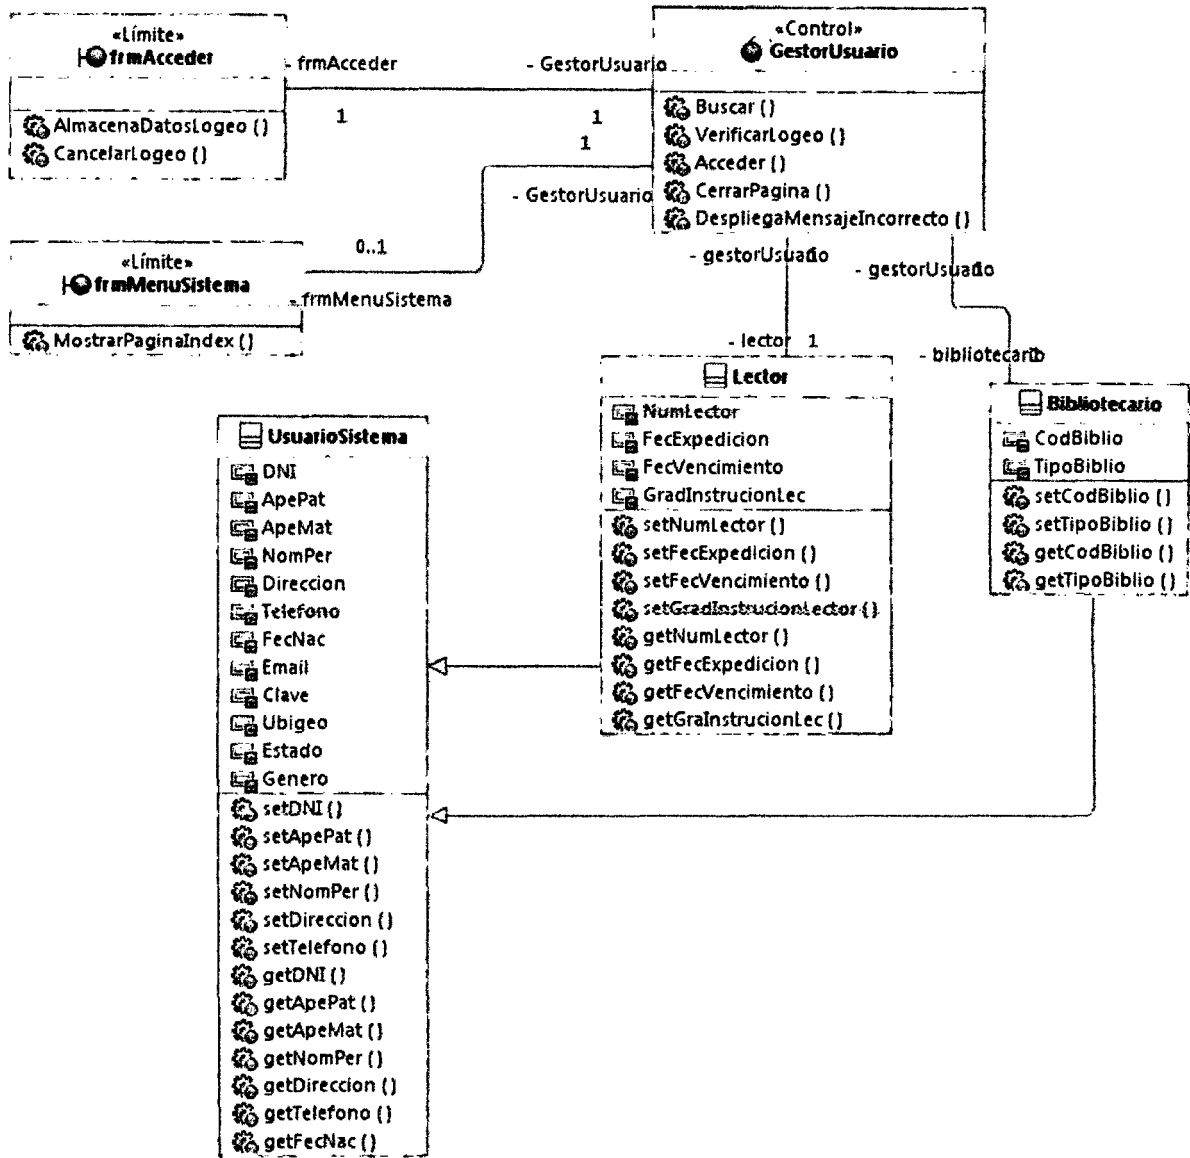 «Límite»
frmAcceder
AlmacenaDatosLogeo ()
CancelarLogeo ()
- frmAcceder
- GestorUsuario
1
1
1
«Control»
GestorUsuario
Buscar ()
VerificarLogeo ()
Acceder ()
CerrarPagina ()
DespliegaMensajeIncorrecto ()
- GestorUsuario
0..1
«Límite»
frmMenuSistema
MostrarPaginaIndex ()
- frmMenuSistema
- gestorUsuario
- gestorUsuario
- lector 1
- bibliotecario
Lector
NumLector
FecExpedicion
FecVencimiento
GradInstrucionLec
setNumLector ()
setFecExpedicion ()
setFecVencimiento ()
setGradInstrucionLector ()
getNumLector ()
getFecExpedicion ()
getFecVencimiento ()
getGraInstrucionLec ()
Bibliotecario
CodBiblio
TipoBiblio
setCodBiblio ()
setTipoBiblio ()
getCodBiblio ()
getTipoBiblio ()
UsuarioSistema
DNI
ApePat
ApeMat
NomPer
Direccion
Telefono
FecNac
Email
Clave
Ubigeo
Estado
Genero
setDNI ()
setApePat ()
setApeMat ()
setNomPer ()
setDireccion ()
setTelefono ()
getDNI ()
getApePat ()
getApeMat ()
getNomPer ()
getDireccion ()
getTelefono ()
getFecNac ()